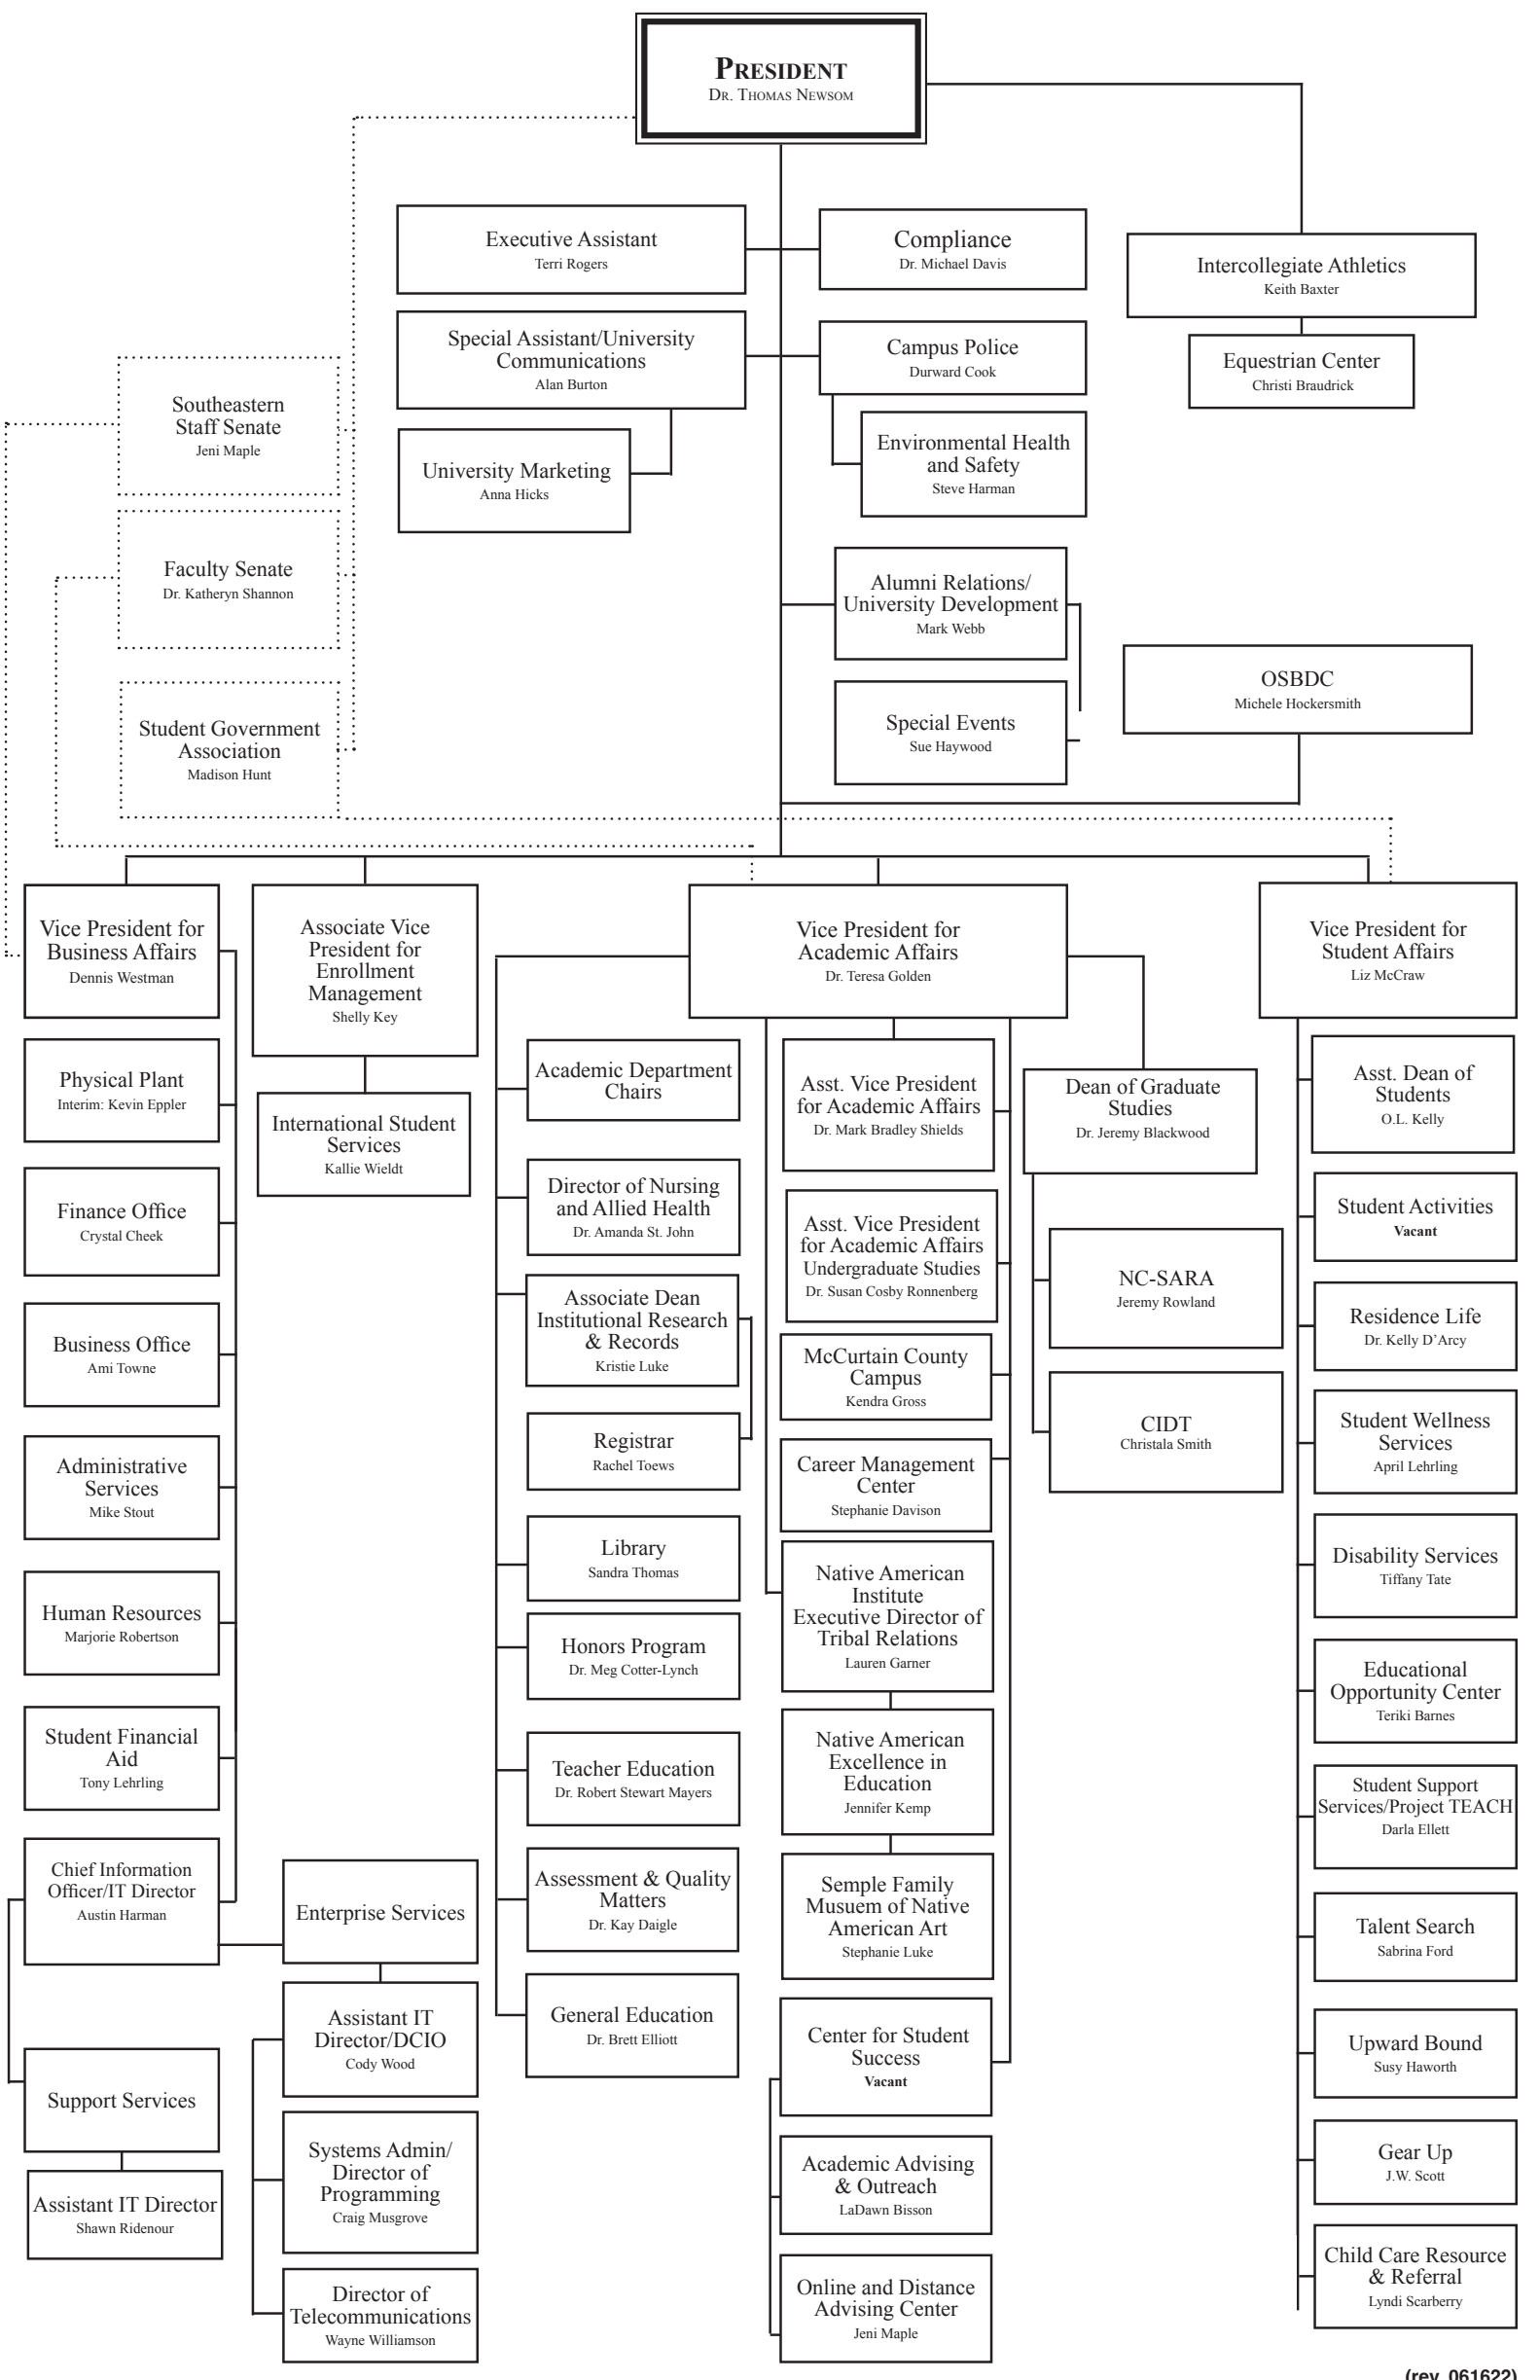 PRESIDENT
DR. THOMAS NEWSOM
Executive Assistant
Terri Rogers
Compliance
Dr. Michael Davis
Intercollegiate Athletics
Keith Baxter
Equestrian Center
Christi Braudrick
Special Assistant/University
Communications
Alan Burton
Campus Police
Durward Cook
University Marketing
Anna Hicks
Environmental Health
and Safety
Steve Harman
Southeastern
Staff Senate
Jeni Maple
Faculty Senate
Dr. Katheryn Shannon
Student Government
Association
Madison Hunt
Alumni Relations/
University Development
Mark Webb
Special Events
Sue Haywood
OSBDC
Michele Hockersmith
Vice President for
Business Affairs
Dennis Westman
Physical Plant
Interim: Kevin Eppler
Finance Office
Crystal Cheek
Business Office
Ami Towne
Administrative
Services
Mike Stout
Human Resources
Marjorie Robertson
Student Financial
Aid
Tony Lehrling
Chief Information
Officer/IT Director
Austin Harman
Support Services
Assistant IT Director
Shawn Ridenour
Associate Vice
President for
Enrollment
Management
Shelly Key
International Student
Services
Kallie Wieldt
Enterprise Services
Assistant IT
Director/DCIO
Cody Wood
Systems Admin/
Director of
Programming
Craig Musgrove
Director of
Telecommunications
Wayne Williamson
Vice President for
Academic Affairs
Dr. Teresa Golden
Academic Department
Chairs
Director of Nursing
and Allied Health
Dr. Amanda St. John
Associate Dean
Institutional Research
& Records
Kristie Luke
Registrar
Rachel Toews
Library
Sandra Thomas
Honors Program
Dr. Meg Cotter-Lynch
Teacher Education
Dr. Robert Stewart Mayers
Assessment & Quality
Matters
Dr. Kay Daigle
General Education
Dr. Brett Elliott
Asst. Vice President
for Academic Affairs
Dr. Mark Bradley Shields
Asst. Vice President
for Academic Affairs
Undergraduate Studies
Dr. Susan Cosby Ronnenberg
McCurtain County
Campus
Kendra Gross
Career Management
Center
Stephanie Davison
Native American
Institute
Executive Director of
Tribal Relations
Lauren Garner
Native American
Excellence in
Education
Jennifer Kemp
Semple Family
Musuem of Native
American Art
Stephanie Luke
Center for Student
Success
Vacant
Academic Advising
& Outreach
LaDawn Bisson
Online and Distance
Advising Center
Jeni Maple
Dean of Graduate
Studies
Dr. Jeremy Blackwood
NC-SARA
Jeremy Rowland
CIDT
Christala Smith
Vice President for
Student Affairs
Liz McCraw
Asst. Dean of
Students
O.L. Kelly
Student Activities
Vacant
Residence Life
Dr. Kelly D’Arcy
Student Wellness
Services
April Lehrling
Disability Services
Tiffany Tate
Educational
Opportunity Center
Teriki Barnes
Student Support
Services/Project TEACH
Darla Ellett
Talent Search
Sabrina Ford
Upward Bound
Susy Haworth
Gear Up
J.W. Scott
Child Care Resource
& Referral
Lyndi Scarberry
(rev. 061622)